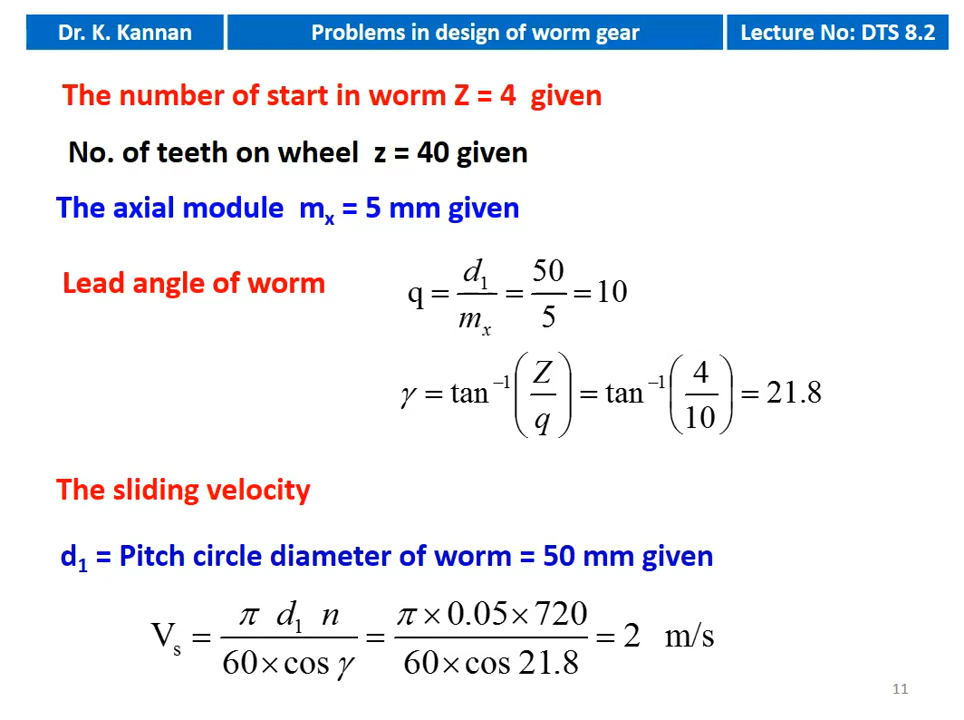 Dr. K. Kannan Problems in design of worm gear Lecture No: DTS 8.2
The number of start in worm Z = 4 given
No. of teeth on wheel z = 40 given
The axial module mₓ = 5 mm given
Lead angle of worm q = d₁/mₓ = 50/5 = 10
γ = tan⁻¹(Z/q) = tan⁻¹(4/10) = 21.8
The sliding velocity
d₁ = Pitch circle diameter of worm = 50 mm given
Vₛ = π d₁ n / 60 × cos γ = π × 0.05 × 720 / 60 × cos 21.8 = 2 m/s
11